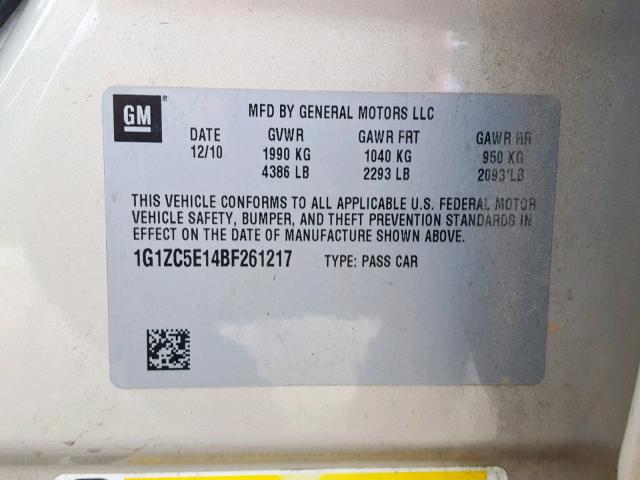 GM ® MFD BY GENERAL MOTORS LLC
DATE GVWR GAWR FRT GAWR RR
12/10 1990 KG 1040 KG 950 KG
4386 LB 2293 LB 2093 LB
THIS VEHICLE CONFORMS TO ALL APPLICABLE U.S. FEDERAL MOTOR
VEHICLE SAFETY, BUMPER, AND THEFT PREVENTION STANDARDS IN
EFFECT ON THE DATE OF MANUFACTURE SHOWN ABOVE.
1G1ZC5E14BF261217 TYPE: PASS CAR